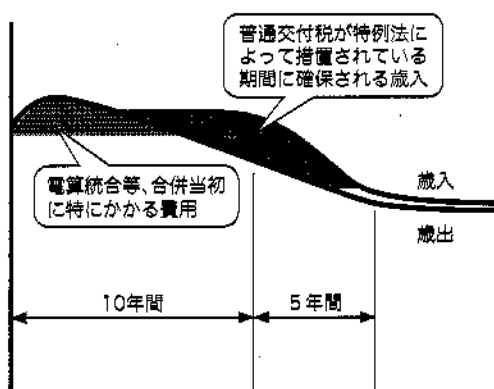 普通交付税が特例法に
よって措置されている
期間に確保される歳入
電算統合等、合併当初
に特にかかる費用
歳入
歳出
10年間
5年間